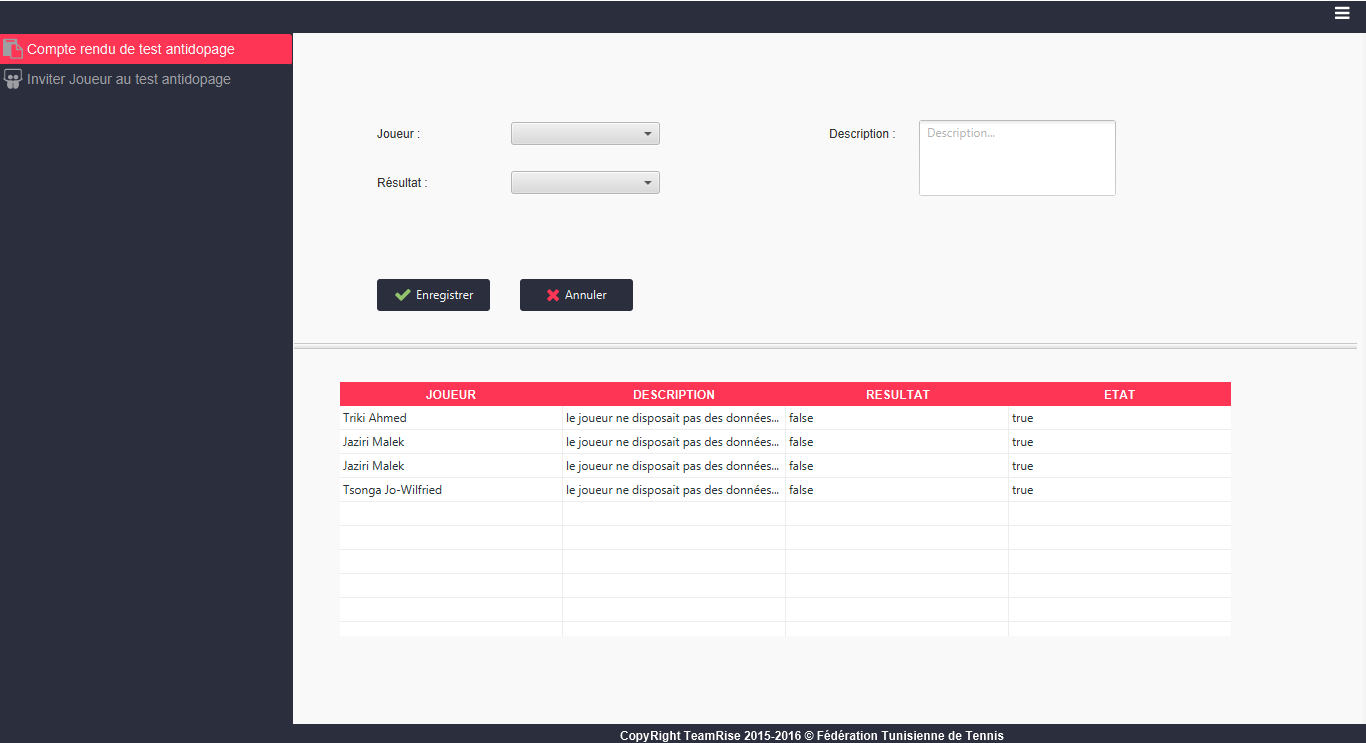 Compte rendu de test antidopage
Inviter Joueur au test antidopage
Joueur :
Description :
Description...
Résultat :
Enregistrer
Annuler
JOUEUR DESCRIPTION RESULTAT ETAT
Triki Ahmed le joueur ne disposait pas des données... false true
Jaziri Malek le joueur ne disposait pas des données... false true
Jaziri Malek le joueur ne disposait pas des données... false true
Tsonga Jo-Wilfried le joueur ne disposait pas des données... false true
CopyRight TeamRise 2015-2016 © Fédération Tunisienne de Tennis